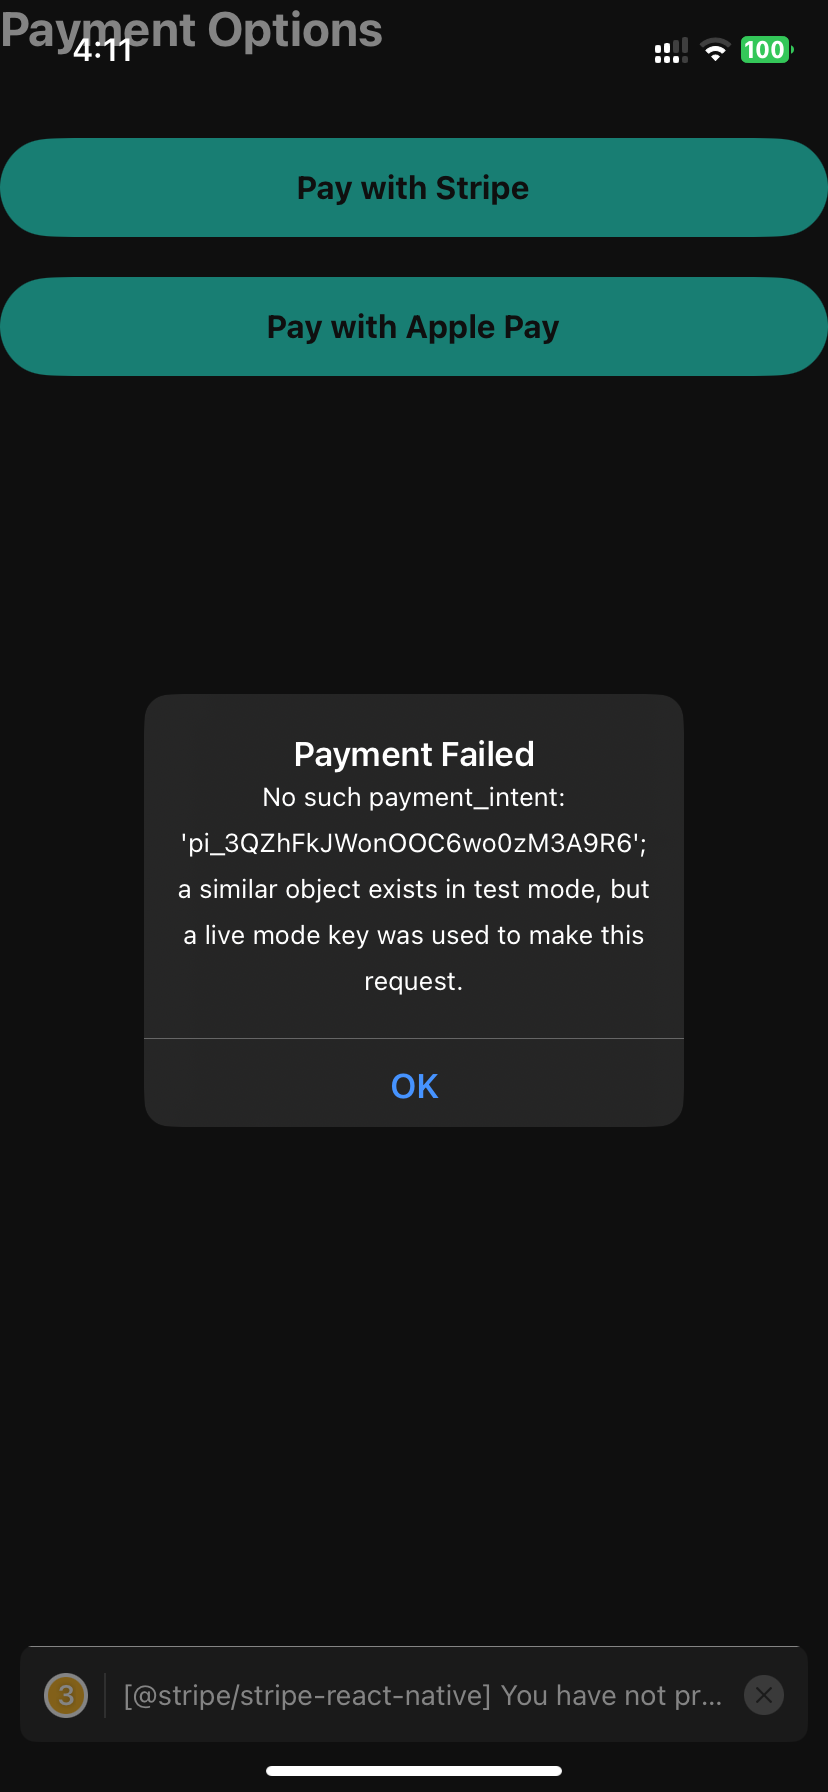 Payment Options
4:11
100
Pay with Stripe
Pay with Apple Pay
Payment Failed
No such payment_intent:
'pi_3QZhFkJWonOOC6wo0zM3A9R6';
a similar object exists in test mode, but
a live mode key was used to make this
request.
OK
3
[@stripe/stripe-react-native] You have not pr...